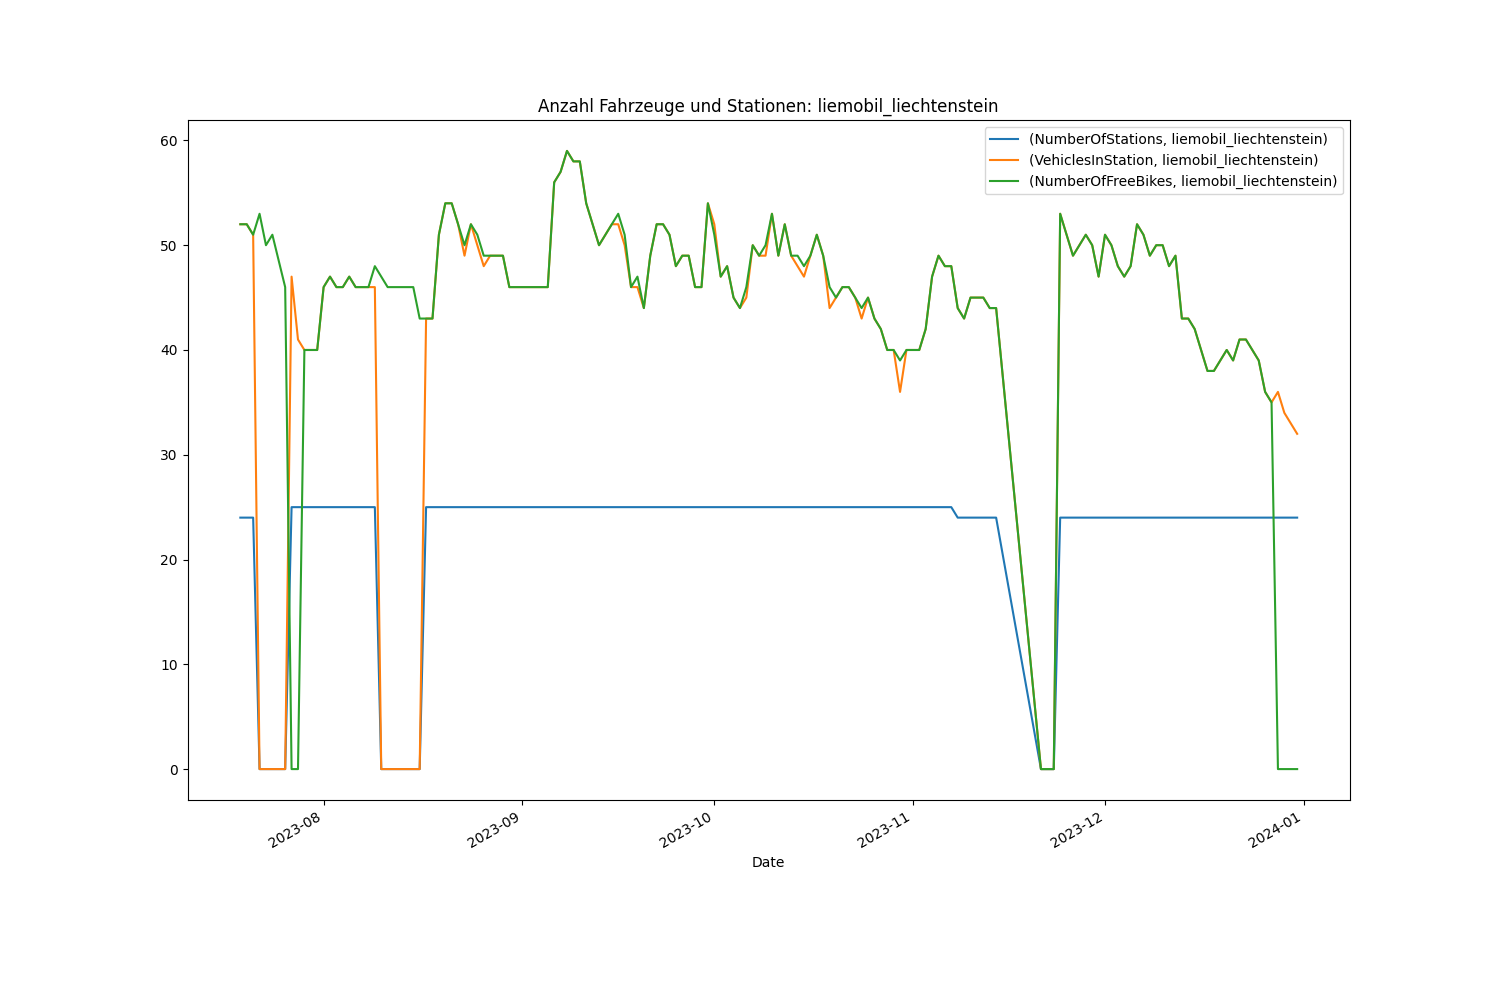 Anzahl Fahrzeuge und Stationen: liemobil_liechtenstein
(NumberOfStations, liemobil_liechtenstein)
(VehiclesInStation, liemobil_liechtenstein)
(NumberOfFreeBikes, liemobil_liechtenstein)
60
50
40
30
20
10
0
2023-08
2023-09
2023-10
2023-11
2023-12
2024-01
Date